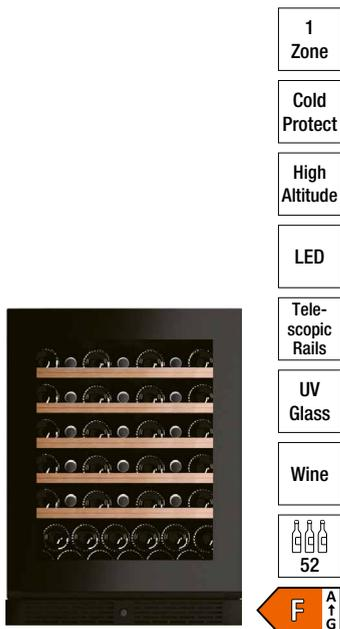 1
Zone
Cold
Protect
High
Altitude
LED
Tele-
scopic
Rails
UV
Glass
Wine
52
F
A
↑
G